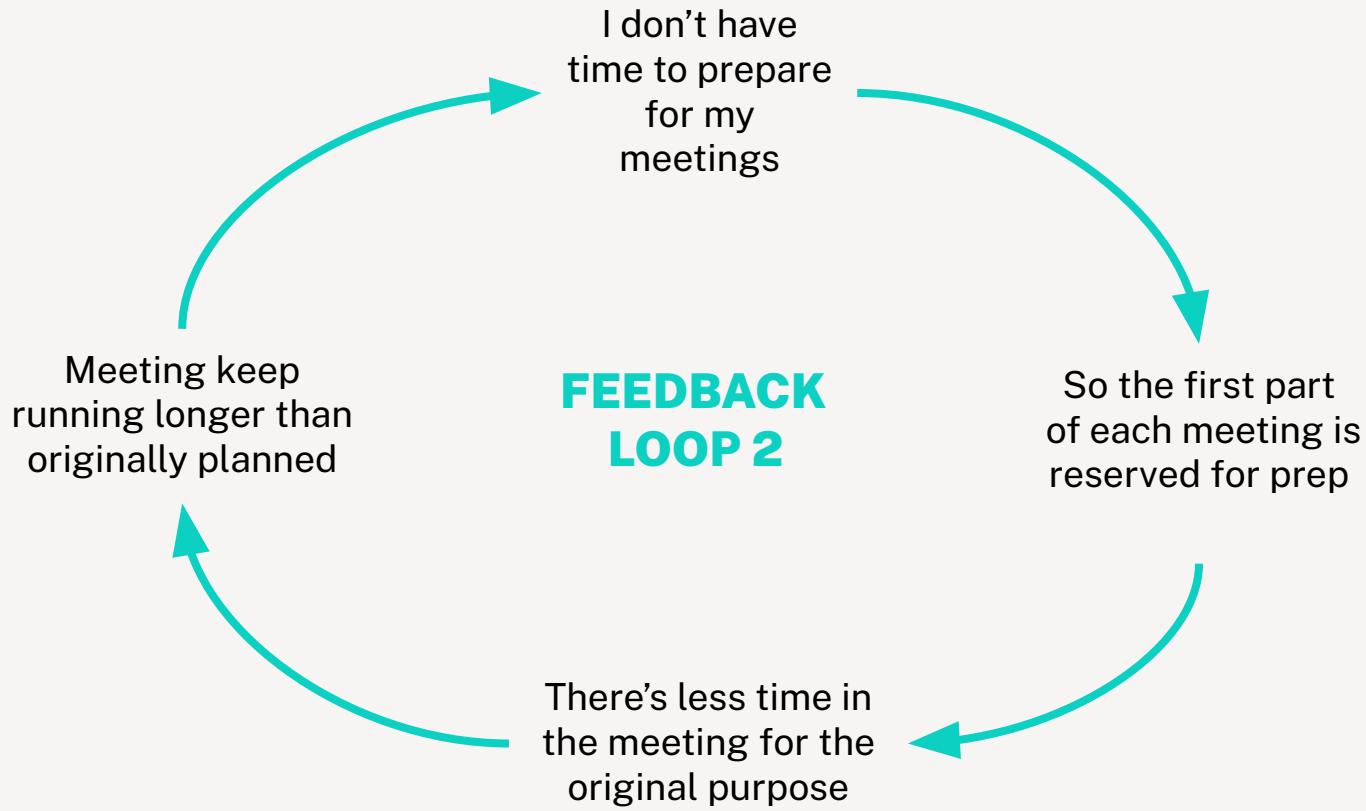 I don’t have
time to prepare
for my
meetings
So the first part
of each meeting is
reserved for prep
There’s less time in
the meeting for the
original purpose
Meeting keep
running longer than
originally planned
FEEDBACK
LOOP 2